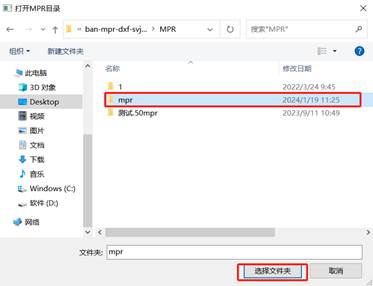 打开MPR目录
« ban-mpr-dxf-svj... > MPR
搜索"MPR"
组织 新建文件夹
名称 修改日期
此电脑
3D 对象
Desktop
视频
图片
文档
下载
音乐
Windows (C:)
软件 (D:)
网络
1 2022/3/24 9:45
mpr 2024/1/19 11:25
测试.50mpr 2023/9/11 10:49
文件夹: mpr
选择文件夹 取消